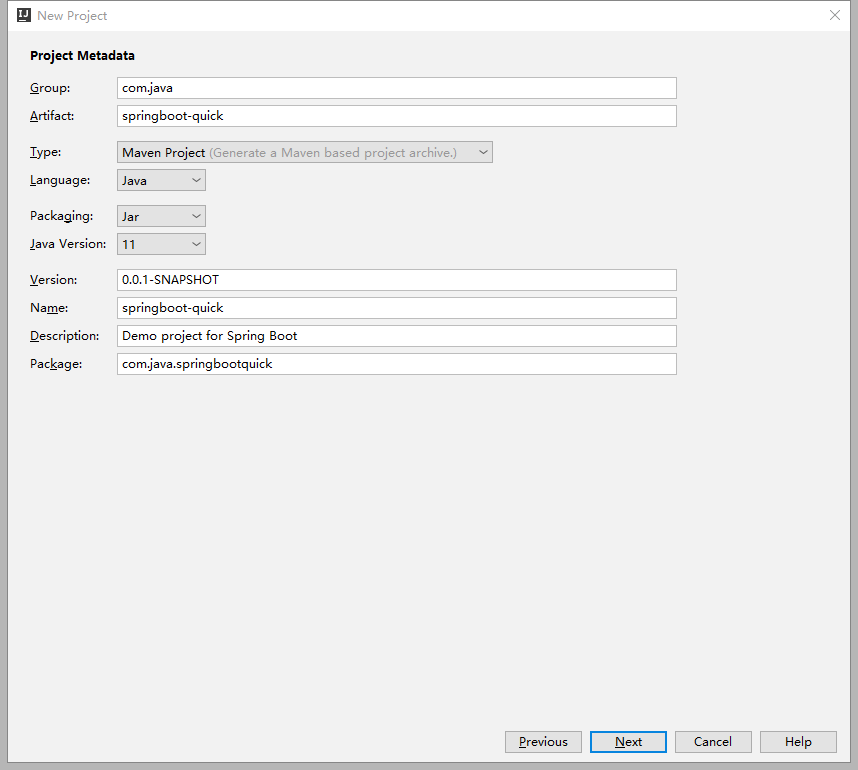 IJ New Project
Project Metadata
Group: com.java
Artifact: springboot-quick
Type: Maven Project (Generate a Maven based project archive.)
Language: Java
Packaging: Jar
Java Version: 11
Version: 0.0.1-SNAPSHOT
Name: springboot-quick
Description: Demo project for Spring Boot
Package: com.java.springbootquick
Previous Next Cancel Help